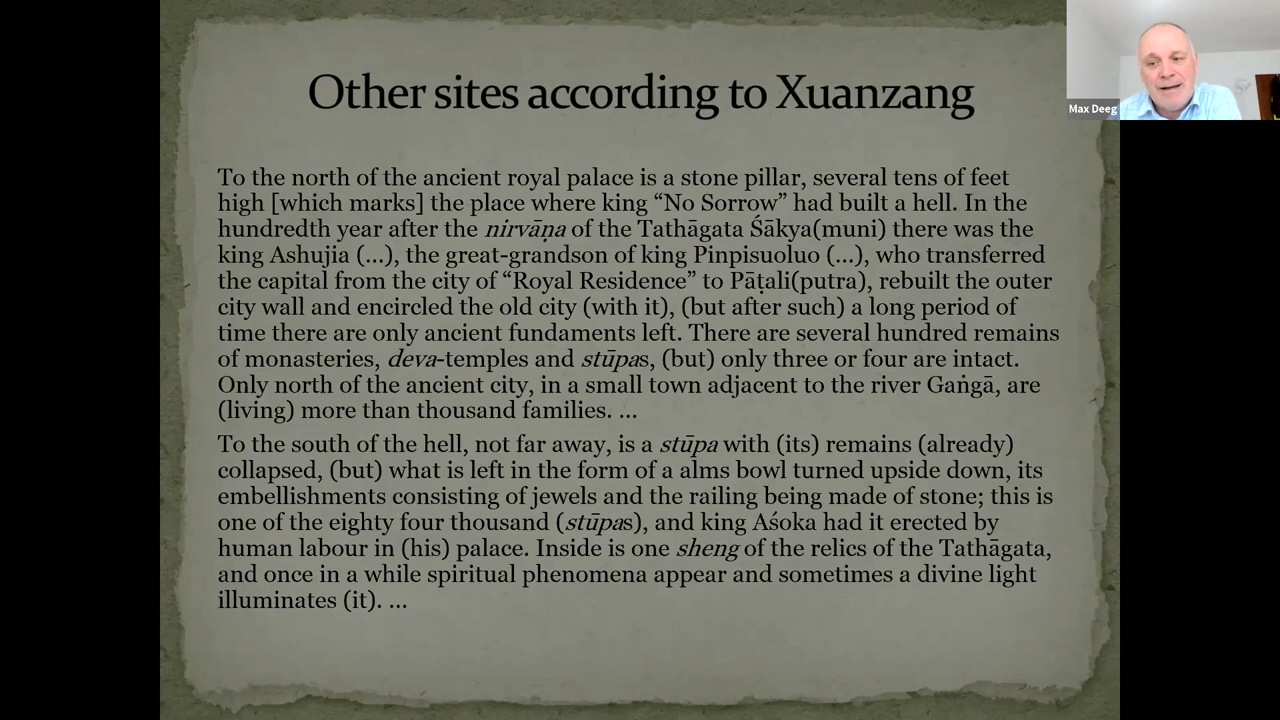 Other sites according to Xuanzang
Max Deeg
To the north of the ancient royal palace is a stone pillar, several tens of feet
high [which marks] the place where king “No Sorrow” had built a hell. In the
hundredth year after the nirvāṇa of the Tathāgata Śākya(muni) there was the
king Ashujia (...), the great-grandson of king Pinpisuoluo (...), who transferred
the capital from the city of “Royal Residence” to Pāṭali(putra), rebuilt the outer
city wall and encircled the old city (with it), (but after such) a long period of
time there are only ancient fundaments left. There are several hundred remains
of monasteries, deva-temples and stūpas, (but) only three or four are intact.
Only north of the ancient city, in a small town adjacent to the river Gaṅgā, are
(living) more than thousand families. ...
To the south of the hell, not far away, is a stūpa with (its) remains (already)
collapsed, (but) what is left in the form of a alms bowl turned upside down, its
embellishments consisting of jewels and the railing being made of stone; this is
one of the eighty four thousand (stūpas), and king Aśoka had it erected by
human labour in (his) palace. Inside is one sheng of the relics of the Tathāgata,
and once in a while spiritual phenomena appear and sometimes a divine light
illuminates (it). ...